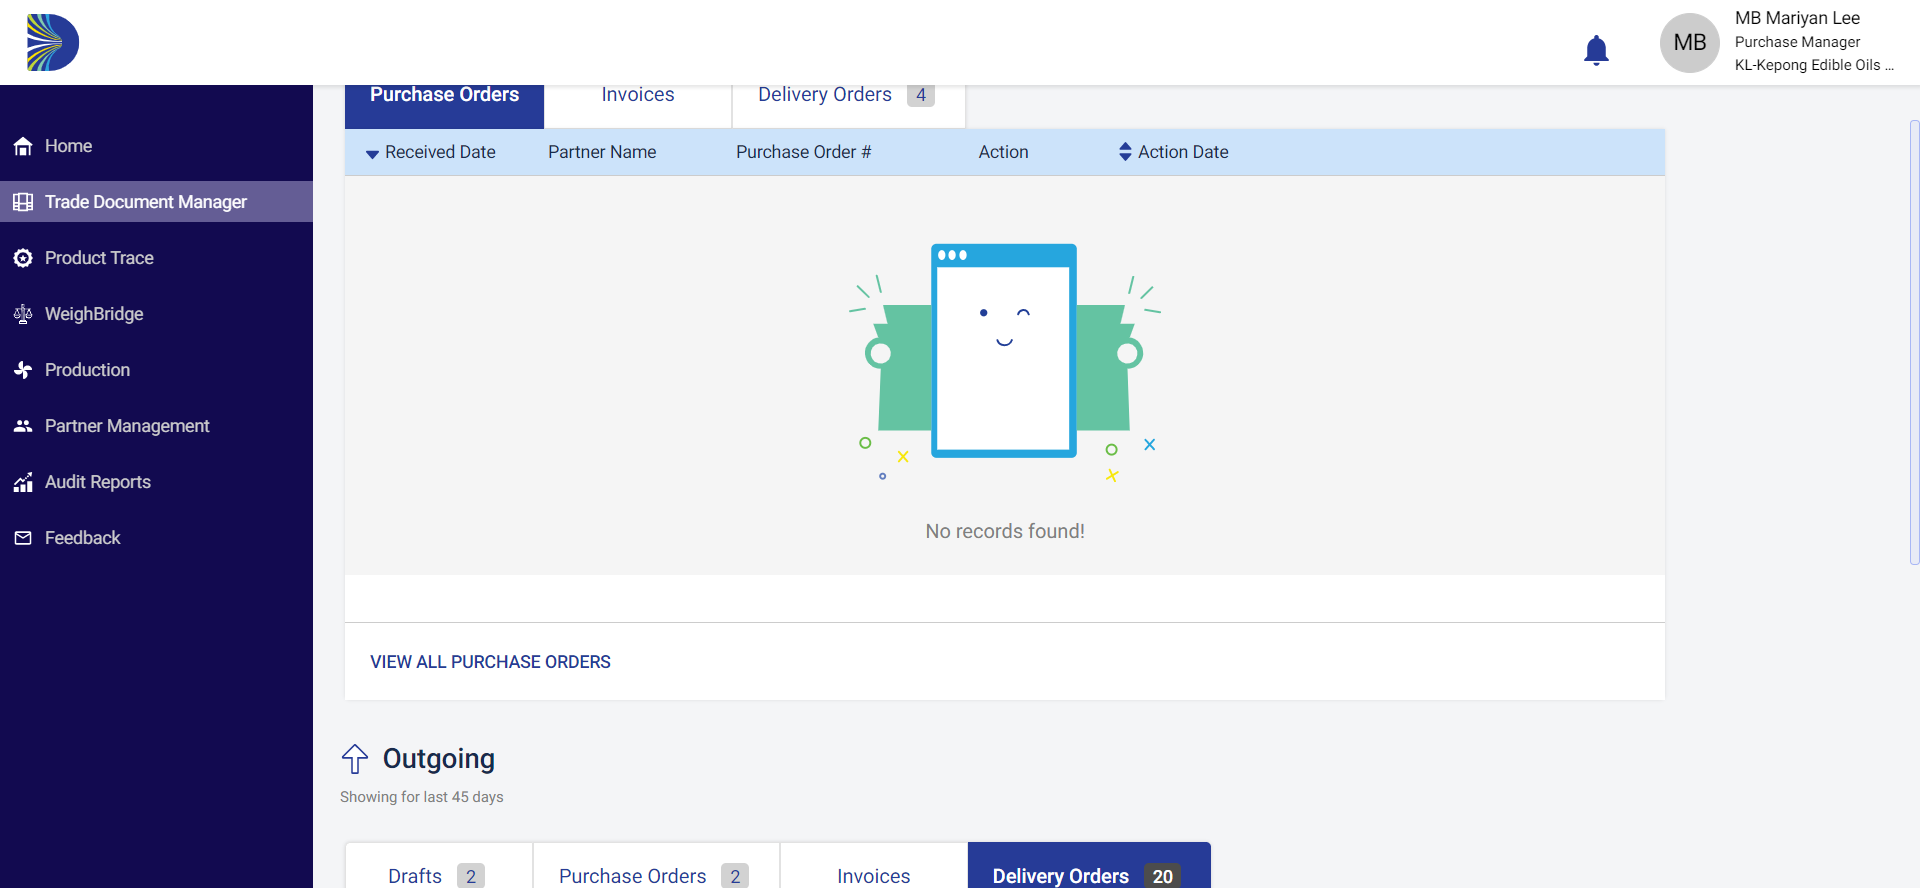 MB
MB Mariyan Lee
Purchase Manager
KL-Kepong Edible Oils ...
Home
Trade Document Manager
Product Trace
WeighBridge
Production
Partner Management
Audit Reports
Feedback
Purchase Orders
Invoices
Delivery Orders 4
Received Date
Partner Name
Purchase Order #
Action
Action Date
No records found!
VIEW ALL PURCHASE ORDERS
Outgoing
Showing for last 45 days
Drafts 2
Purchase Orders 2
Invoices
Delivery Orders 20